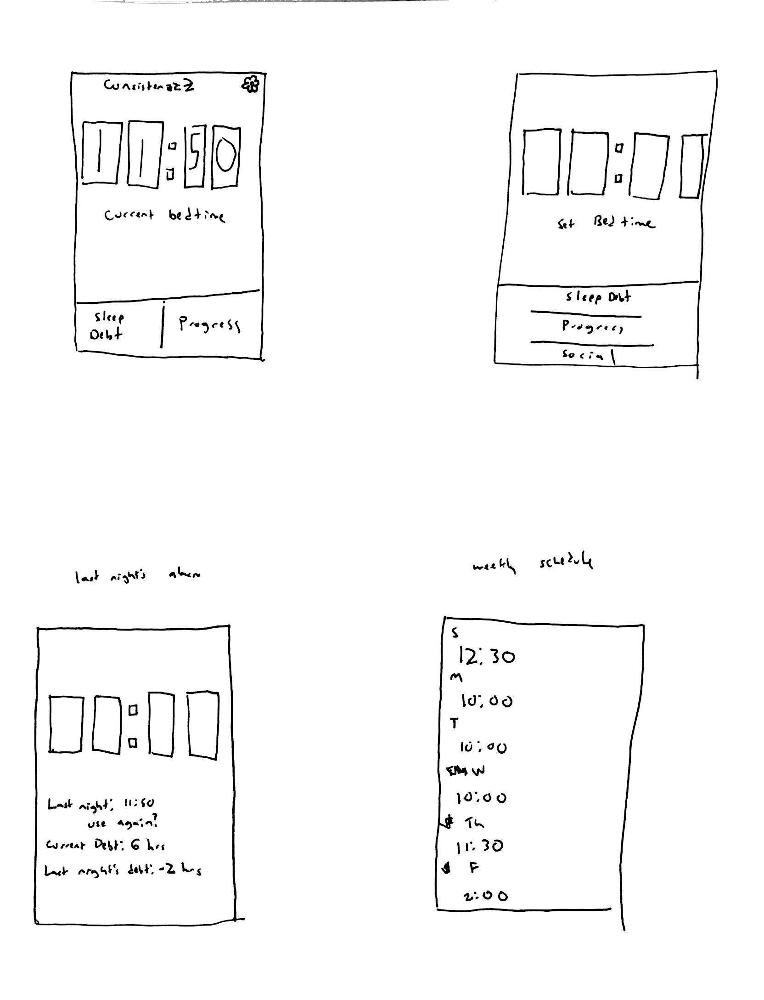 ConsistenzzZ
11:50
Current bedtime
Sleep
Debt
Progress
Set Bedtime
Sleep Debt
Progress
Social
last night's alarm
Last night: 11:50
use again?
Current Debt: 6 hrs
Last night's debt: -2 hrs
weekly schedule
S
12:30
M
10:00
T
10:00
W
10:00
Th
11:30
F
2:00